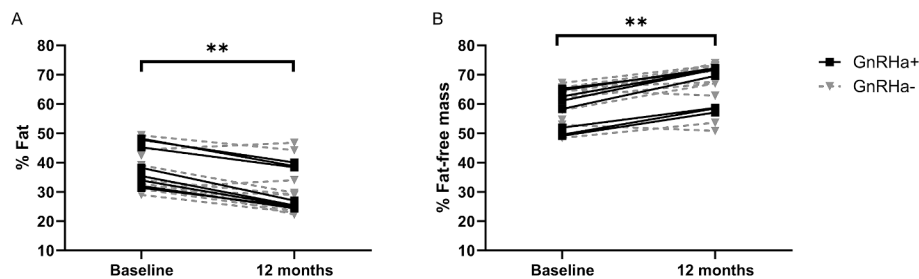 A
**
80
70
60
50
40
30
20
10
% Fat
Baseline
12 months
B
**
80
70
60
50
40
30
20
10
% Fat-free mass
Baseline
12 months
GnRHa+
GnRHa-